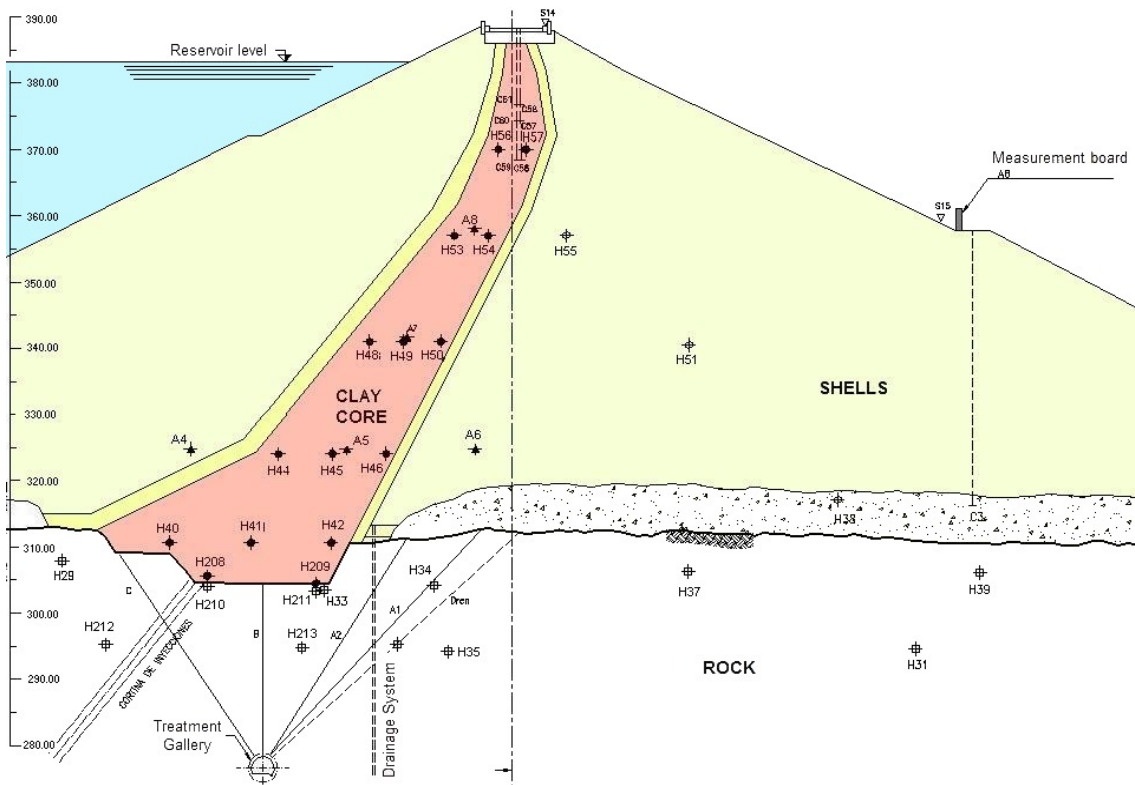 390.00
S14
Reservoir level
380.00
C61
C58
C60
C57
370.00
H56
H57
C59
C56
Measurement board
A6
360.00
S15
A8
H53
H54
H55
350.00
340.00
A7
H48
H49
H50
H51
CLAY
CORE
SHELLS
330.00
A4
A5
A6
H44
H45
H46
320.00
H38
C3
310.00
H40
H41
H42
H29
H208
H209
H34
H210
H211
H33
H37
H39
300.00
C
Dren
H212
B
H213
A2
A1
H35
H31
CORTINA DE INYECCIONES
ROCK
290.00
Treatment
Gallery
Drainage System
280.00